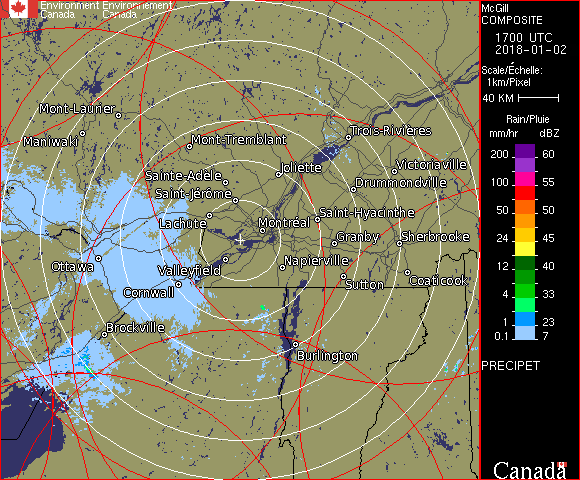 Environment Environnement
Canada Canada
Mont-Laurier
Maniwaki
Mont-Tremblant
Trois-Rivières
Joliette
Victoriaville
Sainte-Adèle
Drummondville
Saint-Jérôme
Lachute
Saint-Hyacinthe
Montréal
Granby
Sherbrooke
Ottawa
Valleyfield
Napierville
Cornwall
Sutton
Coaticook
Brockville
Burlington
McGill
COMPOSITE
1700 UTC
2018-01-02
Scale/Échelle:
1km/Pixel
40 KM
Rain/Pluie
mm/hr dBZ
200 60
150 55
100 55
50 50
24 45
12 40
4 33
1 23
0.1 7
PRECIPET
Canada